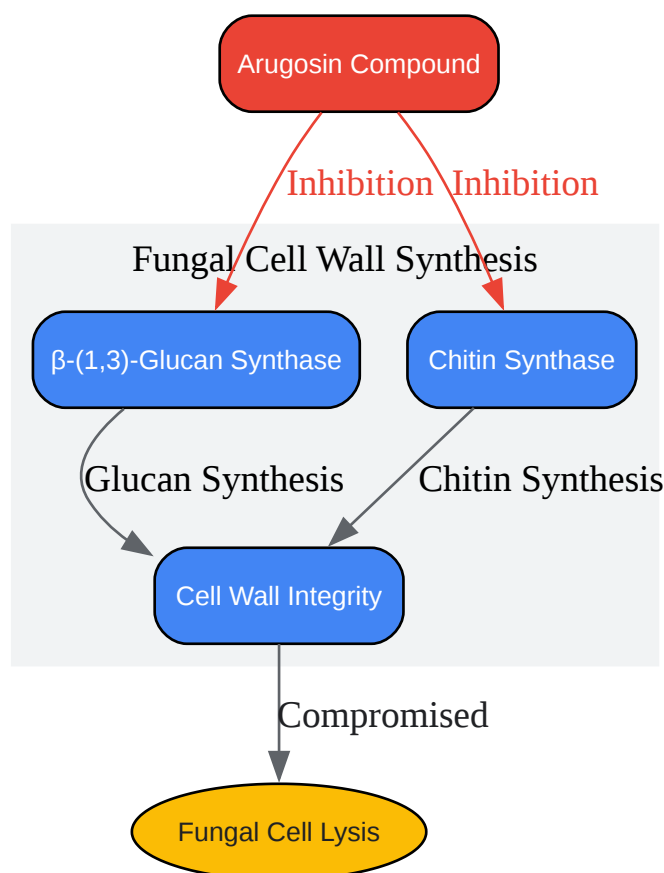 Arugosin Compound
Inhibition
Inhibition
Fungal Cell Wall Synthesis
β-(1,3)-Glucan Synthase
Chitin Synthase
Glucan Synthesis
Chitin Synthesis
Cell Wall Integrity
Compromised
Fungal Cell Lysis